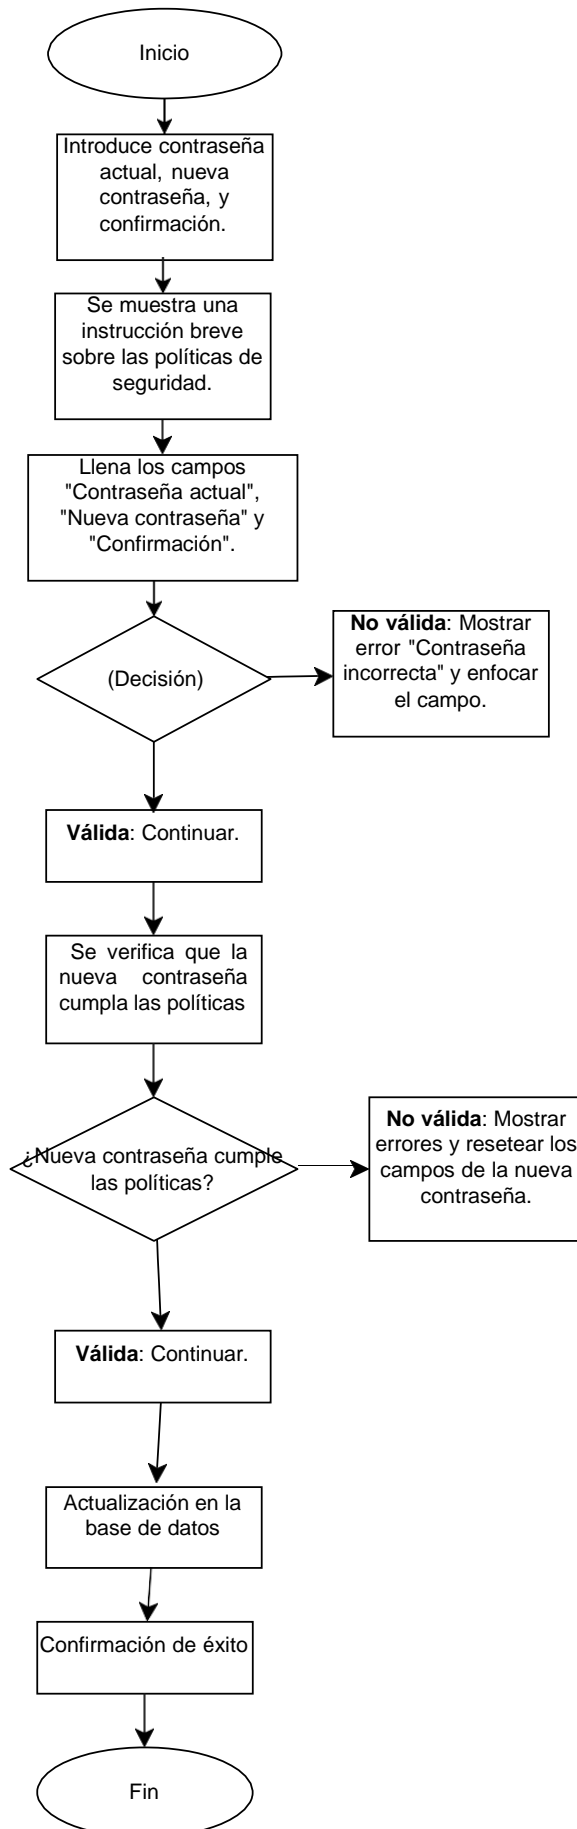 Inicio
Introduce contraseña
actual, nueva
contraseña, y
confirmación.
Se muestra una
instrucción breve
sobre las políticas de
seguridad.
Llena los campos
"Contraseña actual",
"Nueva contraseña" y
"Confirmación".
(Decisión)
No válida: Mostrar
error "Contraseña
incorrecta" y enfocar
el campo.
Válida: Continuar.
Se verifica que la
nueva contraseña
cumpla las políticas
¿Nueva contraseña cumple
las políticas?
No válida: Mostrar
errores y resetear los
campos de la nueva
contraseña.
Válida: Continuar.
Actualización en la
base de datos
Confirmación de éxito
Fin